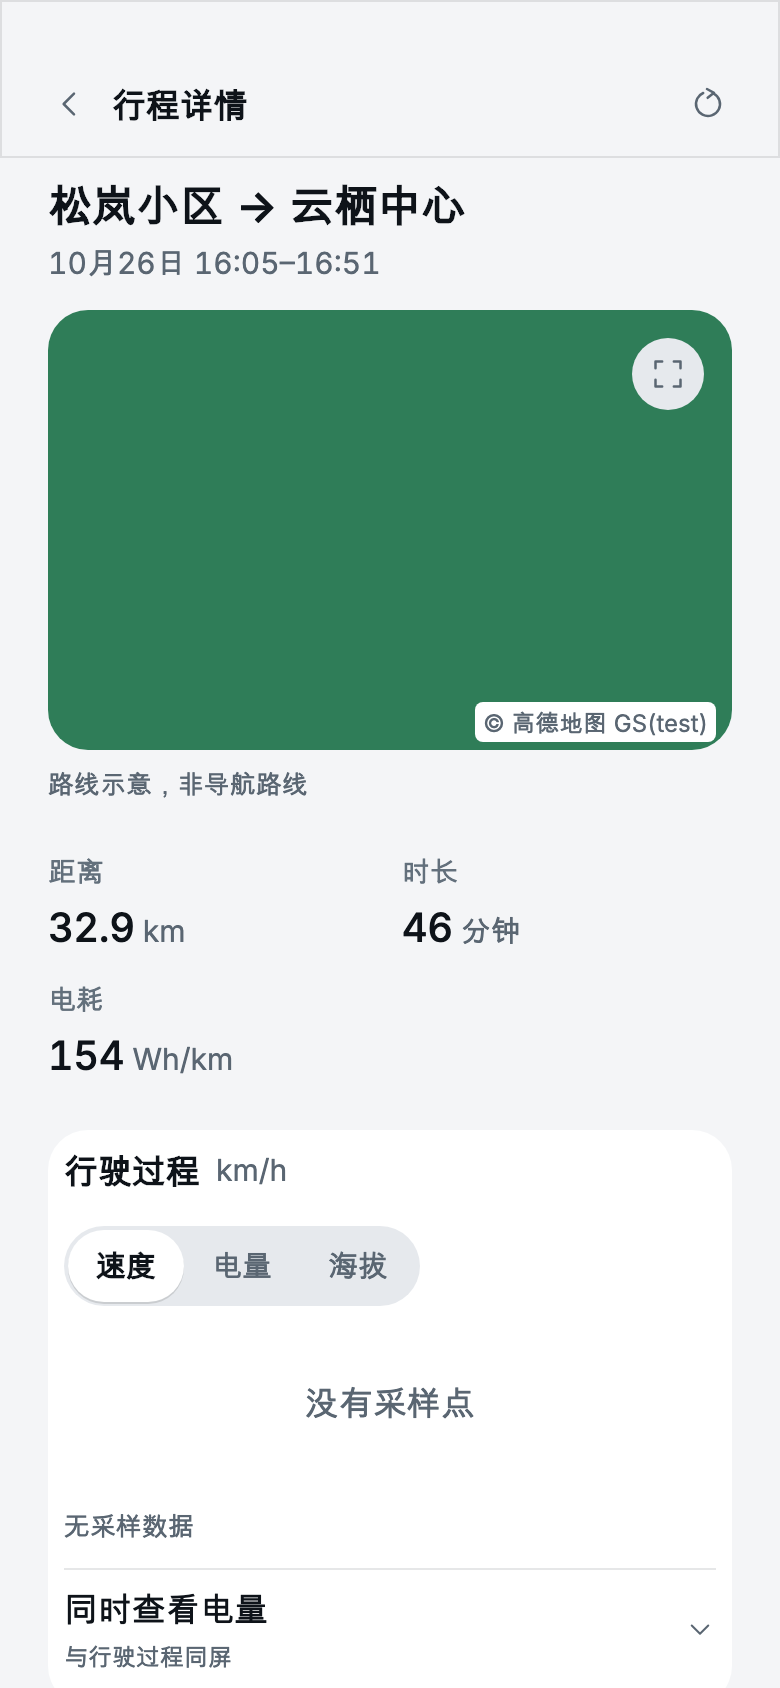 行程详情
松岚小区 → 云栖中心
10月26日 16:05–16:51
© 高德地图 GS(test)
路线示意，非导航路线
距离
时长
32.9 km
46 分钟
电耗
154 Wh/km
行驶过程 km/h
速度 电量 海拔
没有采样点
无采样数据
同时查看电量
与行驶过程同屏